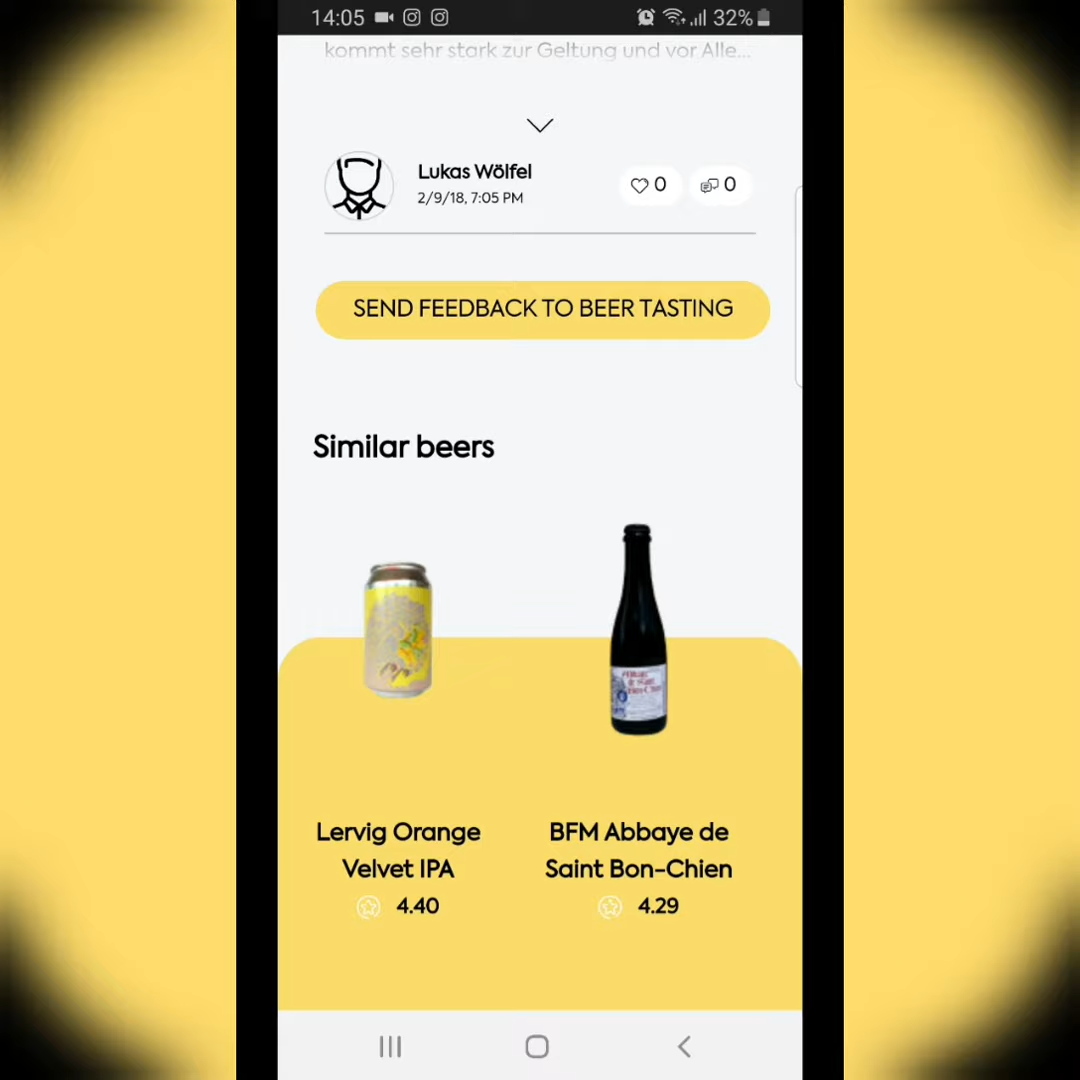 14:05
32%
kommt sehr stark zur Geltung und vor Alle...
Lukas Wölfel
2/9/18, 7:05 PM
0
0
SEND FEEDBACK TO BEER TASTING
Similar beers
Lervig Orange
Velvet IPA
4.40
BFM Abbaye de
Saint Bon-Chien
4.29